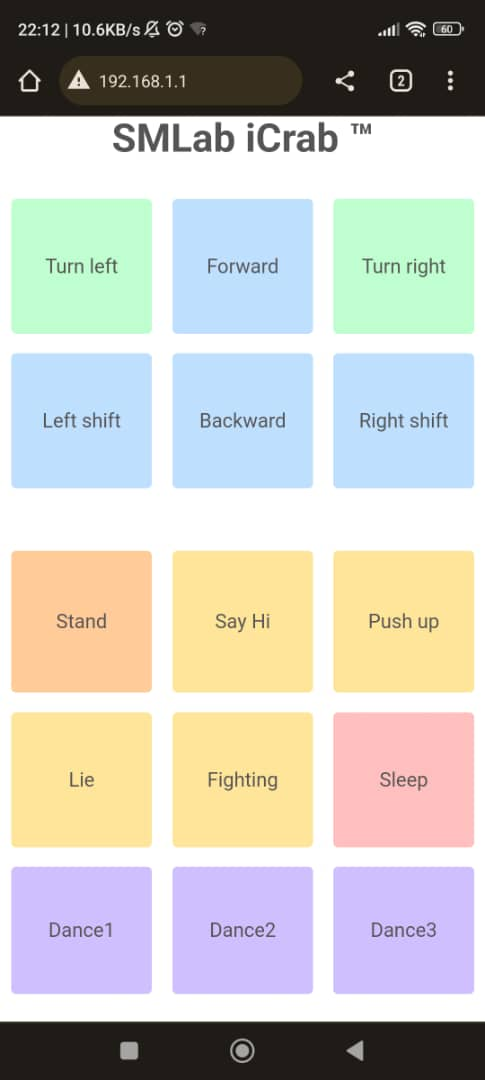 22:12 | 10.6KB/s
60
192.168.1.1
2
SMLab iCrab ™
Turn left
Forward
Turn right
Left shift
Backward
Right shift
Stand
Say Hi
Push up
Lie
Fighting
Sleep
Dance1
Dance2
Dance3